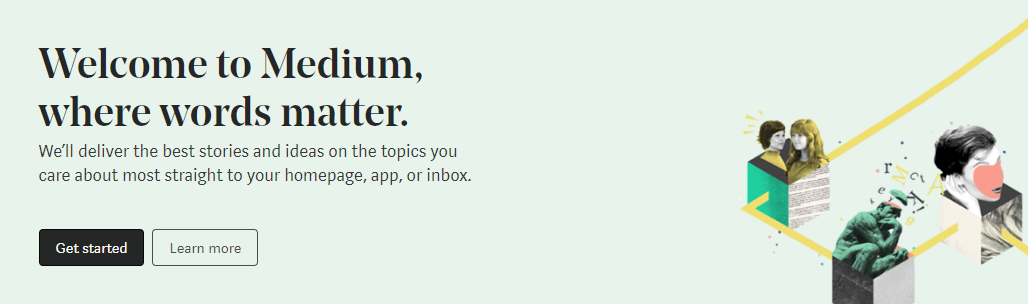 Welcome to Medium,
where words matter.
We’ll deliver the best stories and ideas on the topics you
care about most straight to your homepage, app, or inbox.
Get started
Learn more